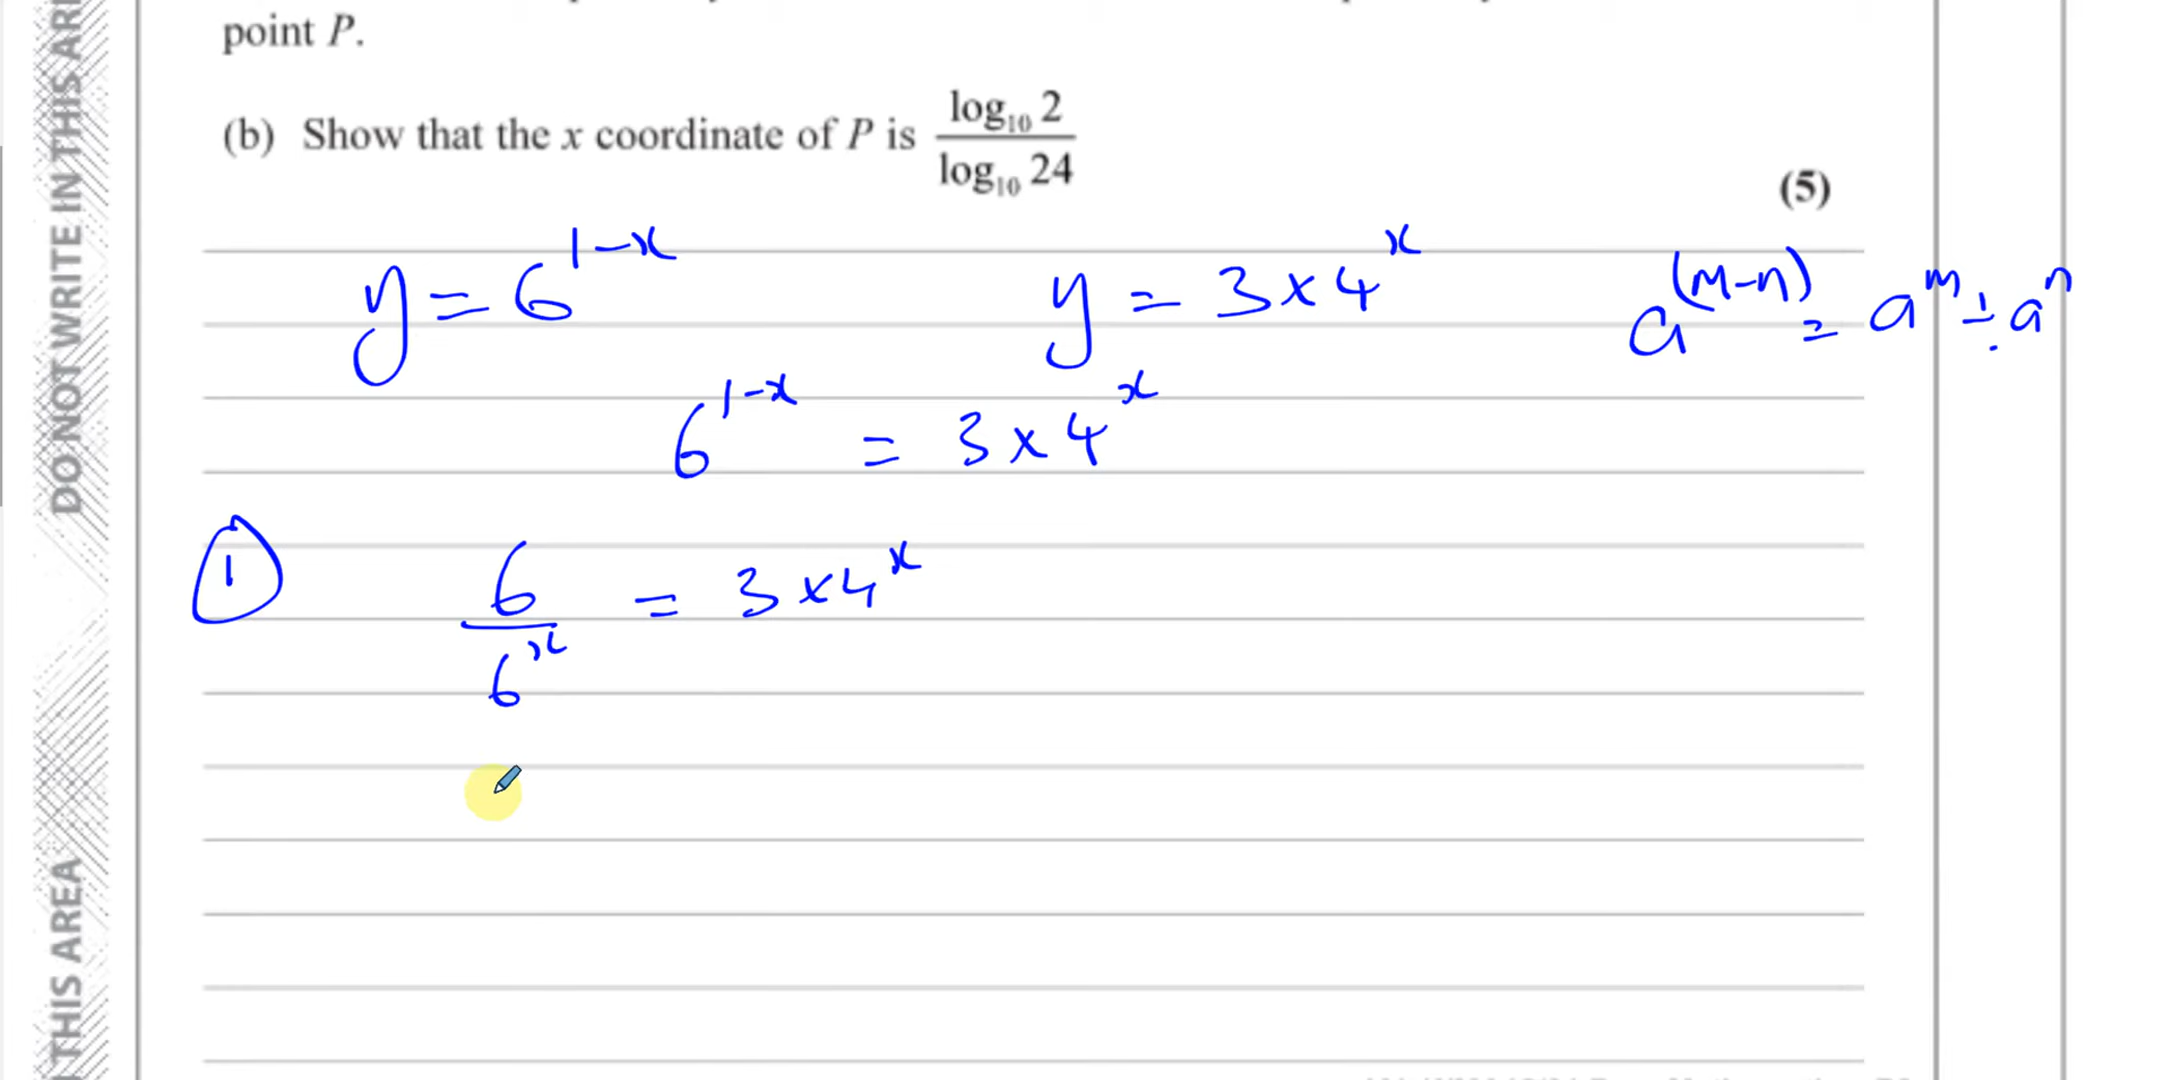 point P.
(b) Show that the x coordinate of P is log₁₀ 2 / log₁₀ 24
(5)
y = 6^(1-x)
y = 3 × 4^x
a^(m-n) = a^m ÷ a^n
6^(1-x) = 3 × 4^x
① 6/6^x = 3 × 4^x
DO NOT WRITE IN THIS AR
THIS AREA